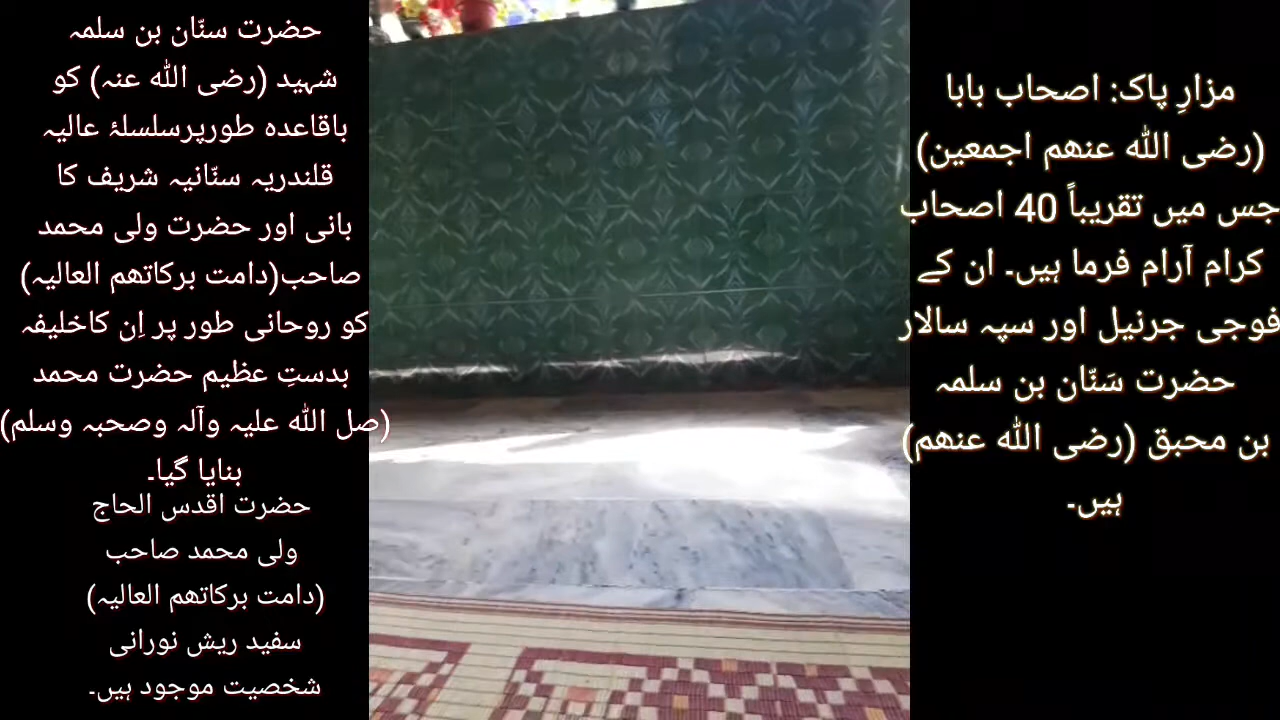 مزارِ پاک: اصحاب بابا
(رضی اللہ عنھم اجمعین)
جس میں تقریباً 40 اصحاب
کرام آرام فرما ہیں۔ ان کے
فوجی جرنیل اور سپہ سالار
حضرت سَنّان بن سلمہ
بن محبق (رضی اللہ عنھم)
ہیں۔
حضرت سنّان بن سلمہ
شہید (رضی اللہ عنہ) کو
باقاعدہ طورپرسلسلۂ عالیہ
قلندریہ سنّانیہ شریف کا
بانی اور حضرت ولی محمد
صاحب(دامت برکاتھم العالیہ)
کو روحانی طور پر اِن کاخلیفہ
بدستِ عظیم حضرت محمد
(صل اللہ علیہ وآلہ وصحبہ وسلم)
بنایا گیا۔
حضرت اقدس الحاج
ولی محمد صاحب
(دامت برکاتھم العالیہ)
سفید ریش نورانی
شخصیت موجود ہیں۔